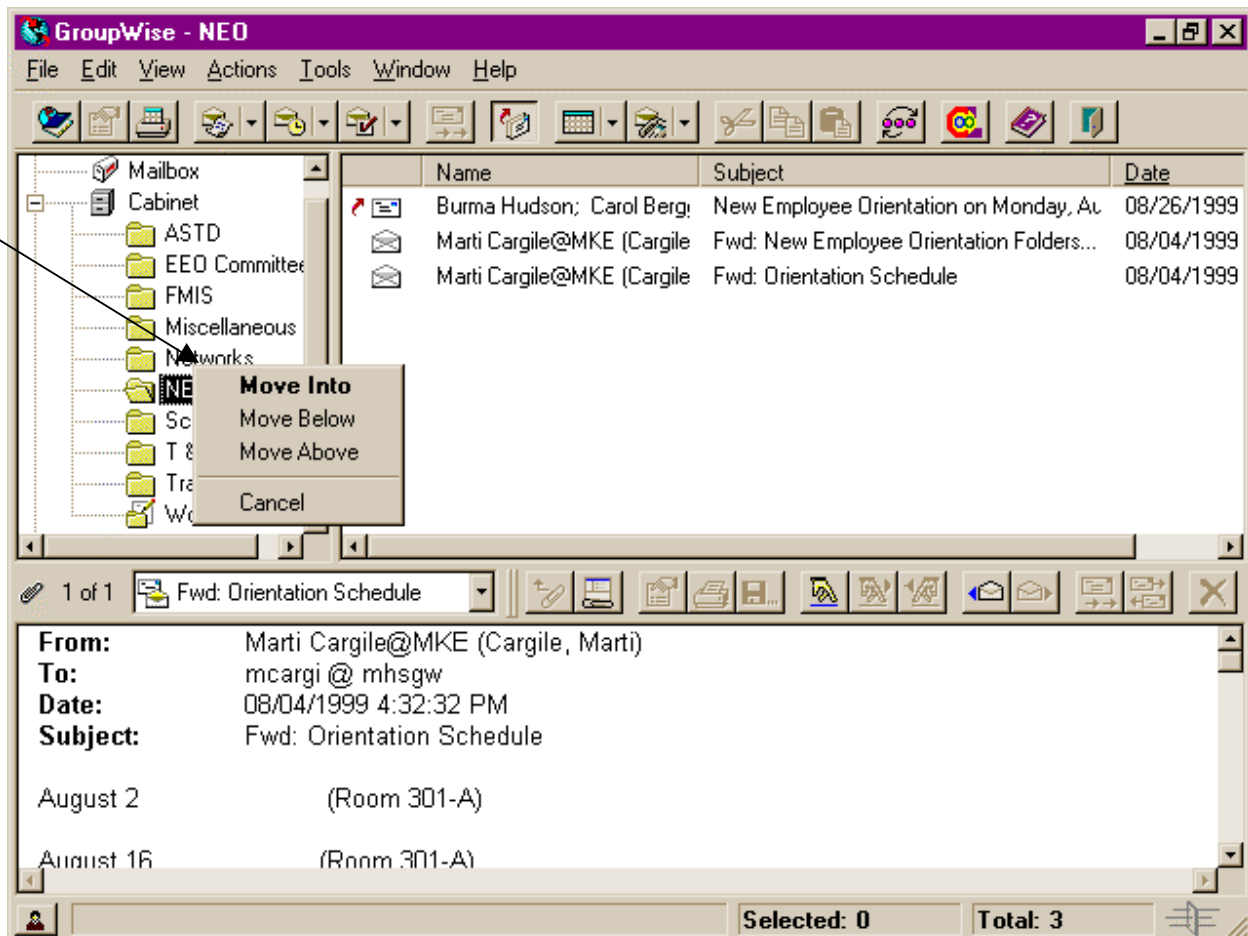 GroupWise - NEO
File Edit View Actions Tools Window Help
Mailbox
Cabinet
ASTD
EEO Committee
FMIS
Miscellaneous
Networks
NE
Sc
T &
Tra
Wo
Move Into
Move Below
Move Above
Cancel
Name Subject Date
Burma Hudson; Carol Berg New Employee Orientation on Monday, Au 08/26/1999
Marti Cargile@MKE (Cargile Fwd: New Employee Orientation Folders... 08/04/1999
Marti Cargile@MKE (Cargile Fwd: Orientation Schedule 08/04/1999
1 of 1 Fwd: Orientation Schedule
From: Marti Cargile@MKE (Cargile, Marti)
To: mcargi @ mhsgw
Date: 08/04/1999 4:32:32 PM
Subject: Fwd: Orientation Schedule
August 2 (Room 301-A)
August 16 (Room 301-A)
Selected: 0 Total: 3